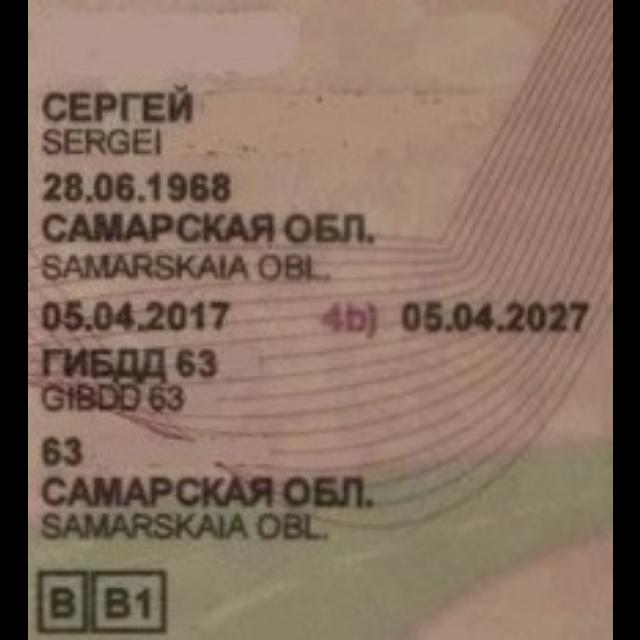 СЕРГЕЙ
SERGEI
28.06.1968
САМАРСКАЯ ОБЛ.
SAMARSKAIA OBL.
05.04.2017 4b) 05.04.2027
ГИБДД 63
GIBDD 63
63
САМАРСКАЯ ОБЛ.
SAMARSKAIA OBL.
B B1